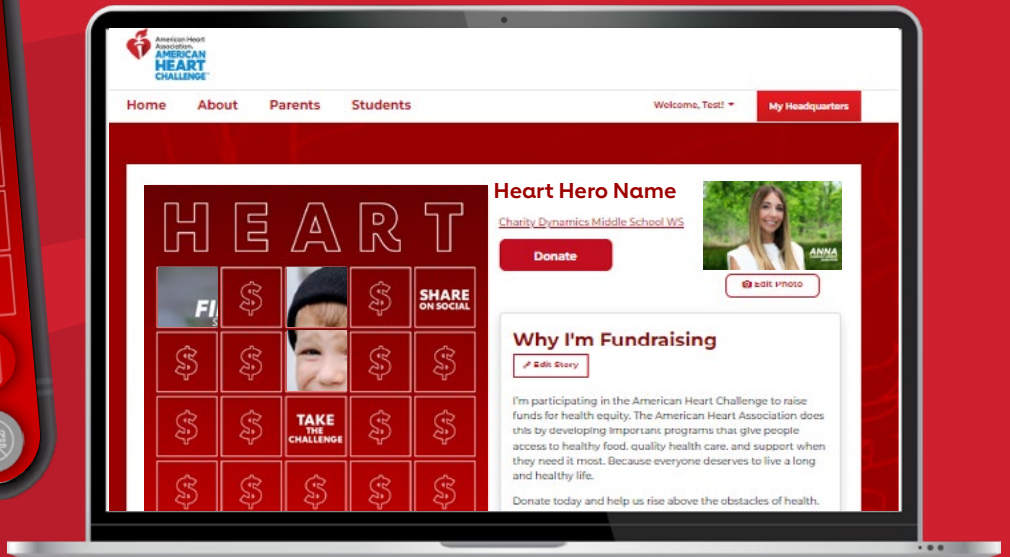 American Heart
Association.
AMERICAN
HEART
CHALLENGE™
Home About Parents Students Welcome, Test! My Headquarters
HEART
Heart Hero Name
Charity Dynamics Middle School WS
Donate
ANNA
Edit Photo
FI
$ $ SHARE
ON SOCIAL
$ $ $ $
$ $ TAKE
THE
CHALLENGE $ $
$ $ $ $ $
Why I'm Fundraising
Edit Story
I'm participating in the American Heart Challenge to raise
funds for health equity. The American Heart Association does
this by developing important programs that give people
access to healthy food, quality health care, and support when
they need it most. Because everyone deserves to live a long
and healthy life.
Donate today and help us rise above the obstacles of health.